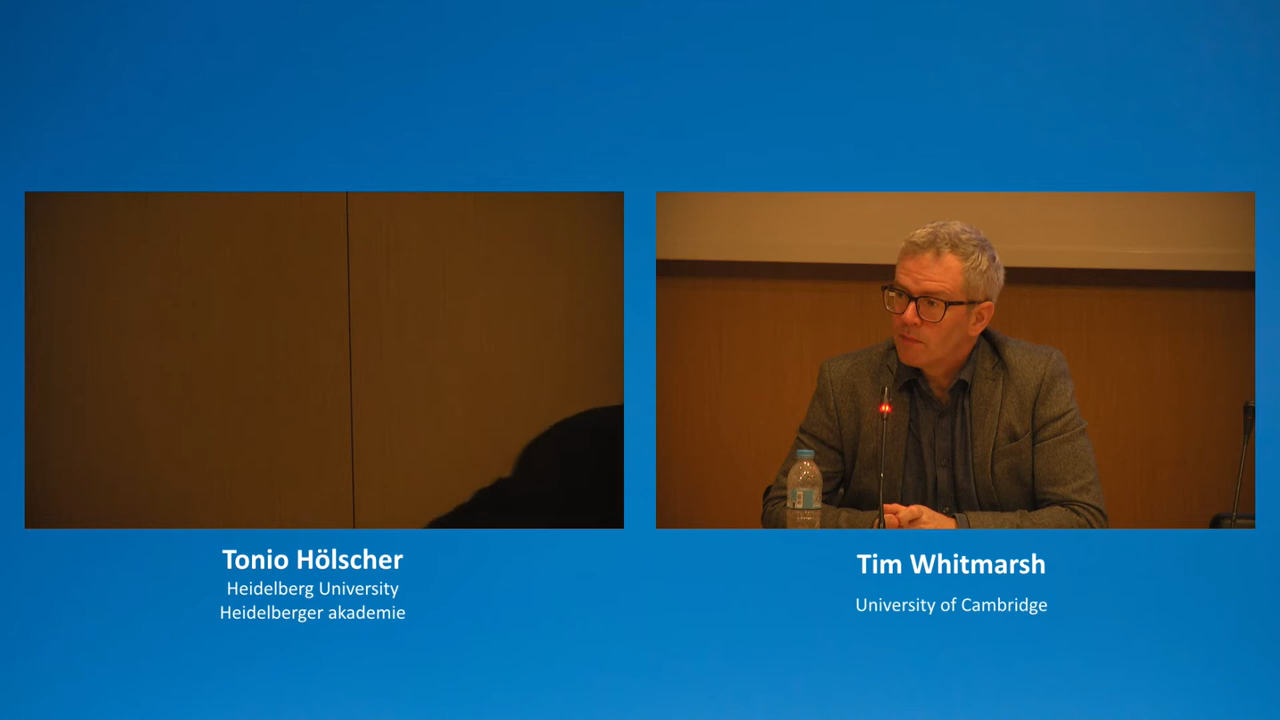 Tonio Hölscher
Heidelberg University
Heidelberger akademie
Tim Whitmarsh
University of Cambridge